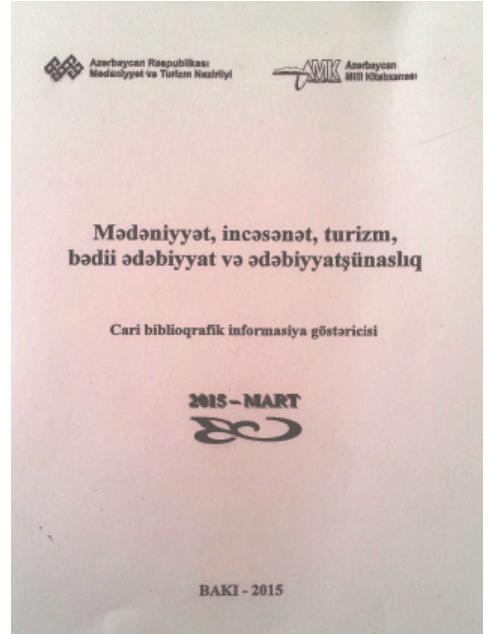 Azərbaycan Respublikası
Mədəniyyət və Turizm Nazirliyi
AMK
Azərbaycan
Milli Kitabxanası
Mədəniyyət, incəsənət, turizm,
bədii ədəbiyyat və ədəbiyyatşünaslıq
Cari biblioqrafik informasiya göstəricisi
2015 – MART
BAKI - 2015